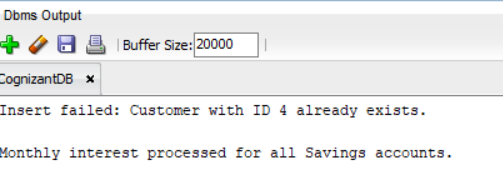 Dbms Output
Buffer Size: 20000
CognizantDB
Insert failed: Customer with ID 4 already exists.
Monthly interest processed for all Savings accounts.